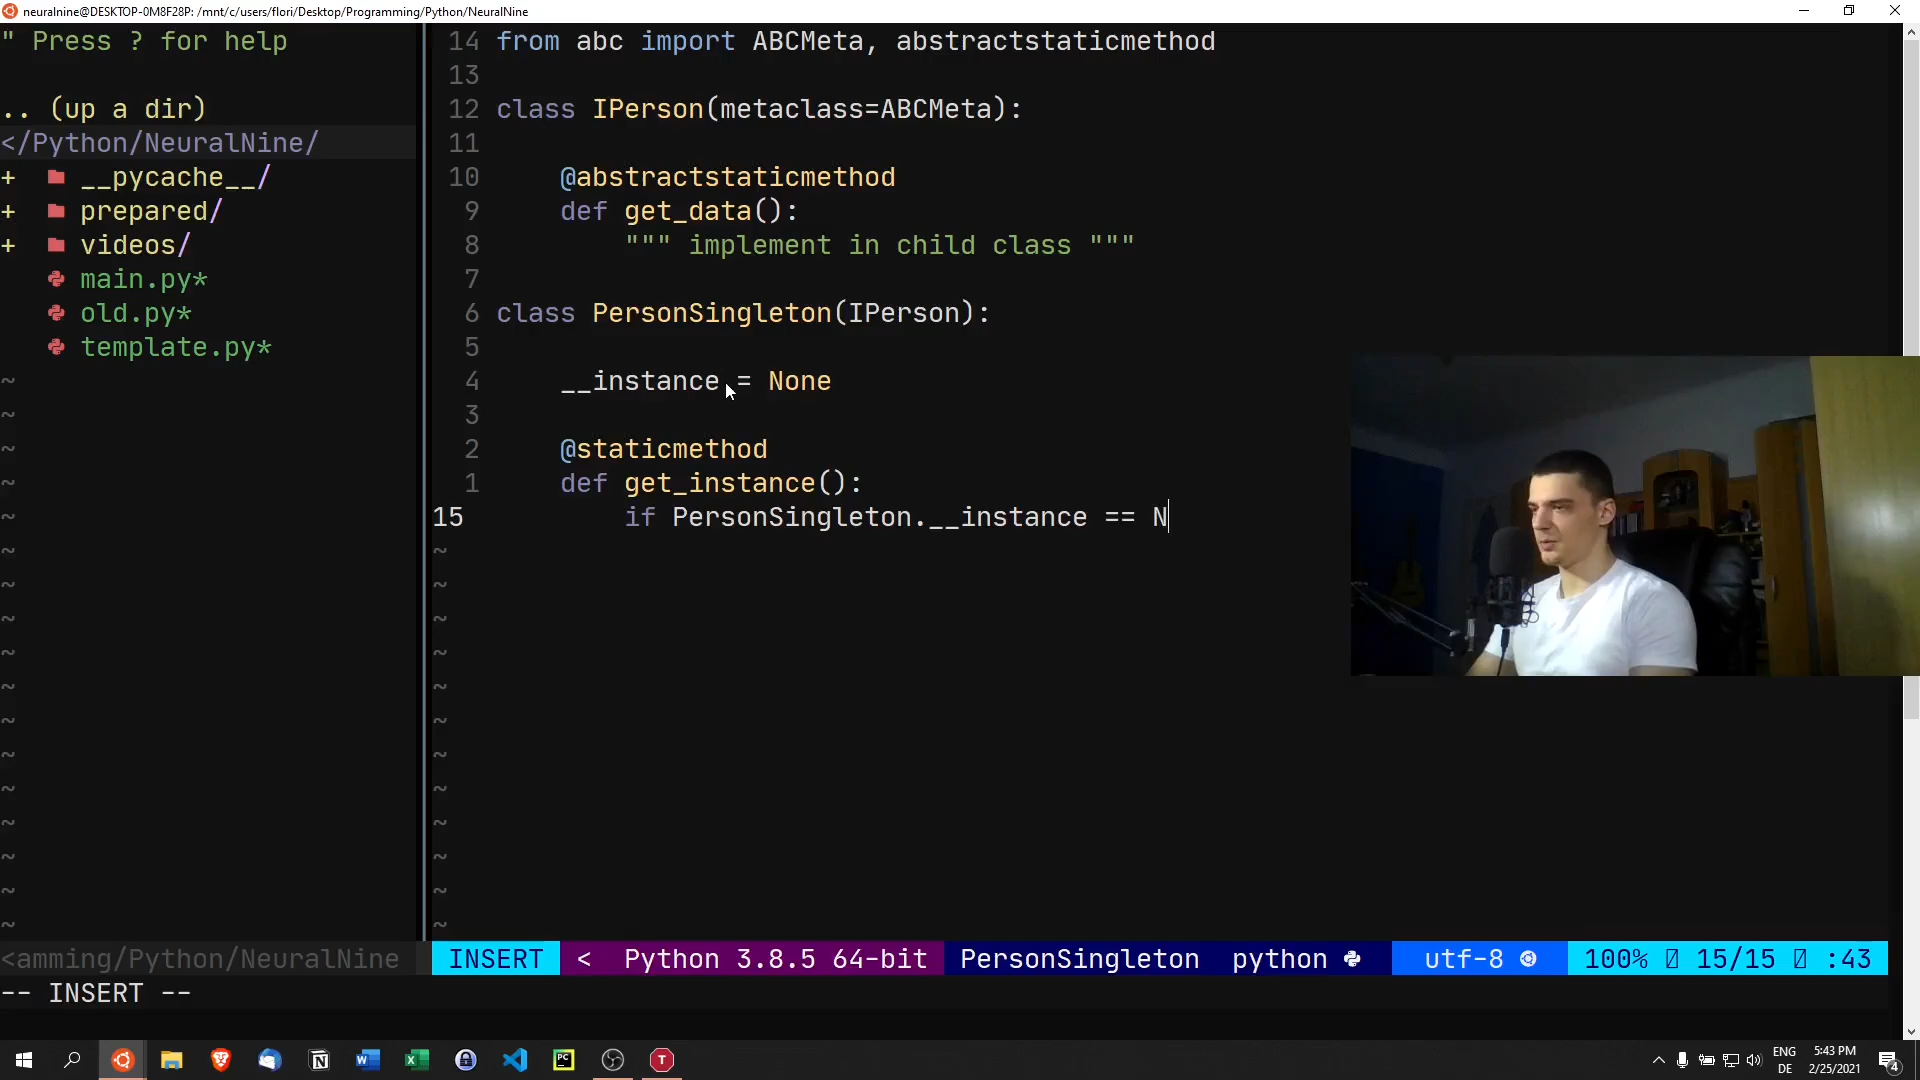 neuralnine@DESKTOP-0M8F28P: /mnt/c/users/flori/Desktop/Programming/Python/NeuralNine
" Press ? for help
.. (up a dir)
</Python/NeuralNine/
+ __pycache__/
+ prepared/
+ videos/
main.py*
old.py*
template.py*
14 from abc import ABCMeta, abstractstaticmethod
13
12 class IPerson(metaclass=ABCMeta):
11
10 @abstractstaticmethod
9 def get_data():
8 """ implement in child class """
7
6 class PersonSingleton(IPerson):
5
4 __instance = None
3
2 @staticmethod
1 def get_instance():
15 if PersonSingleton.__instance == N
<amming/Python/NeuralNine INSERT < Python 3.8.5 64-bit PersonSingleton python utf-8 100% 15/15 :43
-- INSERT --
ENG 5:43 PM
DE 2/25/2021
4